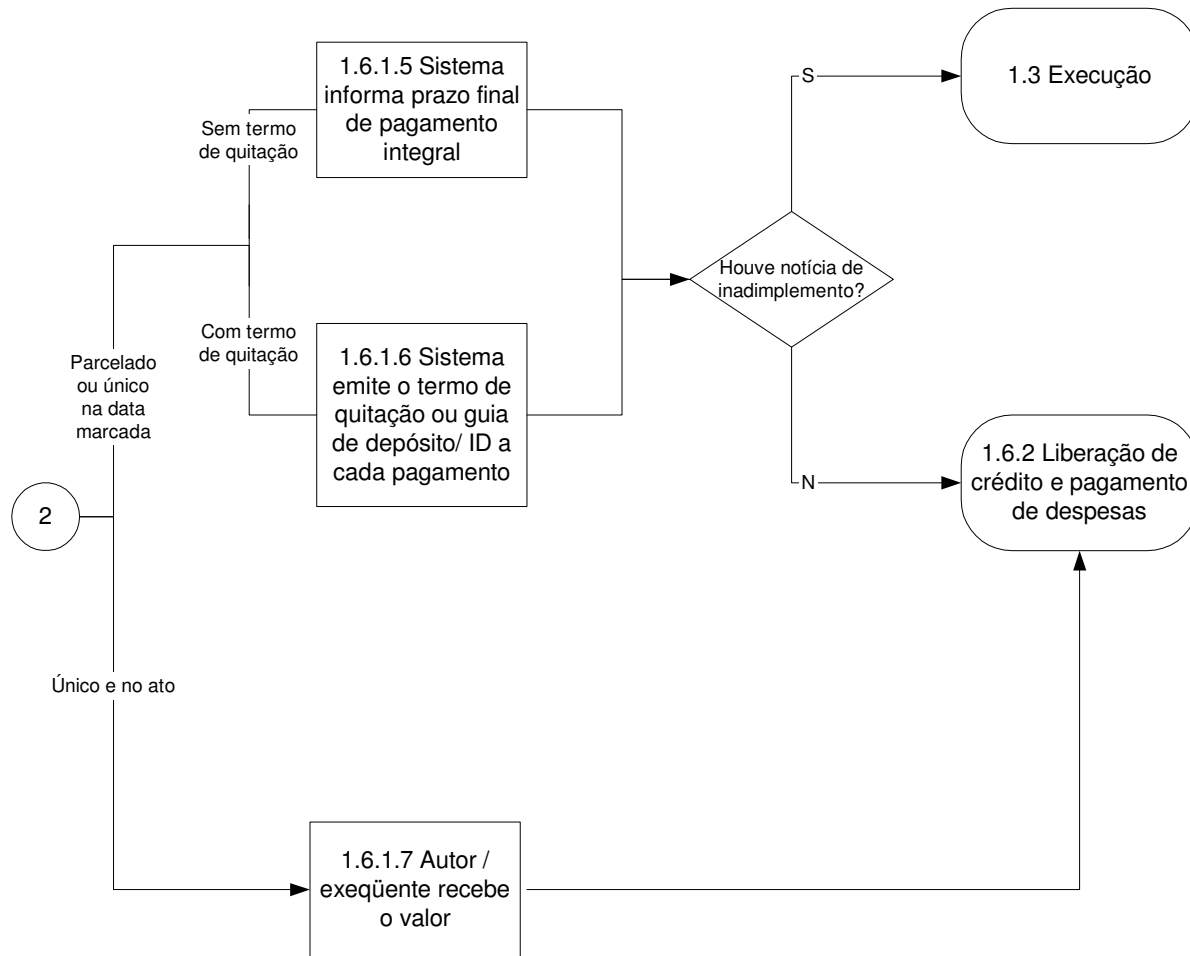 1.6.1.5 Sistema
informa prazo final
de pagamento
integral
S
1.3 Execução
Sem termo
de quitação
Houve notícia de
inadimplemento?
Com termo
de quitação
1.6.1.6 Sistema
emite o termo de
quitação ou guia
de depósito/ ID a
cada pagamento
Parcelado
ou único
na data
marcada
N
1.6.2 Liberação de
crédito e pagamento
de despesas
2
Único e no ato
1.6.1.7 Autor /
exeqüente recebe
o valor